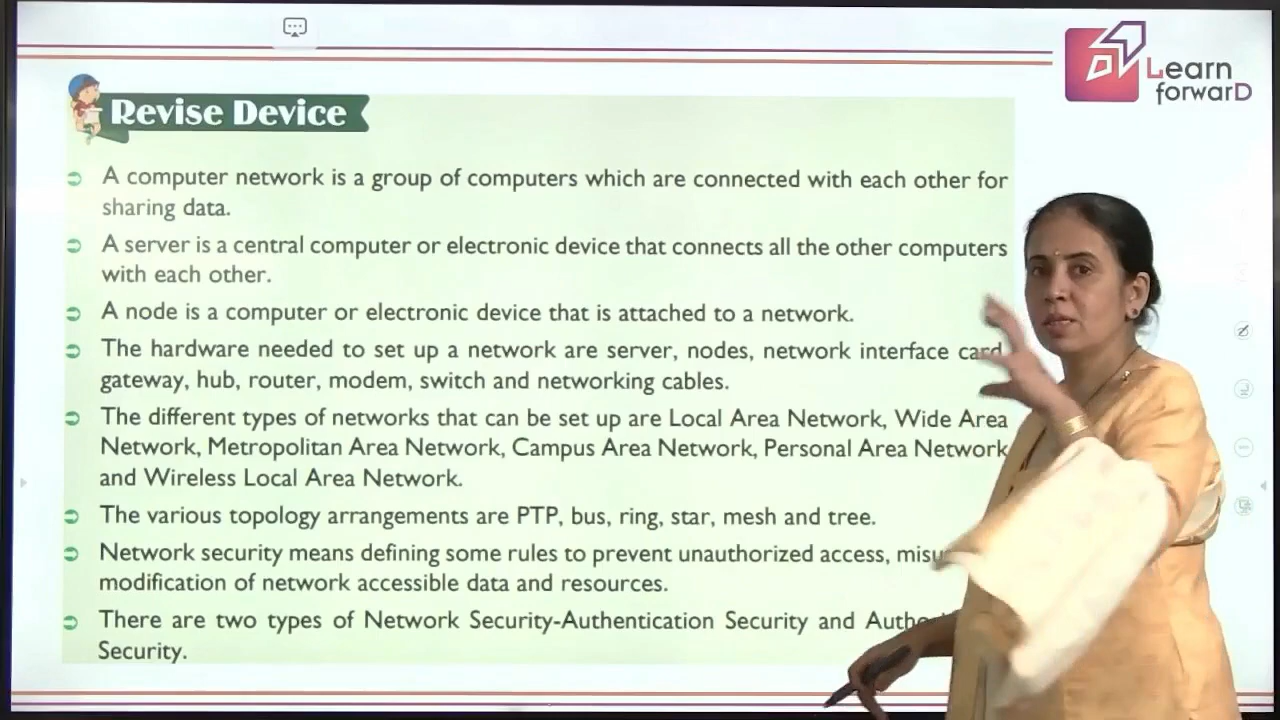 Learn
forwarD
Revise Device
A computer network is a group of computers which are connected with each other for
sharing data.
A server is a central computer or electronic device that connects all the other computers
with each other.
A node is a computer or electronic device that is attached to a network.
The hardware needed to set up a network are server, nodes, network interface card,
gateway, hub, router, modem, switch and networking cables.
The different types of networks that can be set up are Local Area Network, Wide Area
Network, Metropolitan Area Network, Campus Area Network, Personal Area Network
and Wireless Local Area Network.
The various topology arrangements are PTP, bus, ring, star, mesh and tree.
Network security means defining some rules to prevent unauthorized access,
modification of network accessible data and resources.
There are two types of Network Security-Authentication Security and
Security.